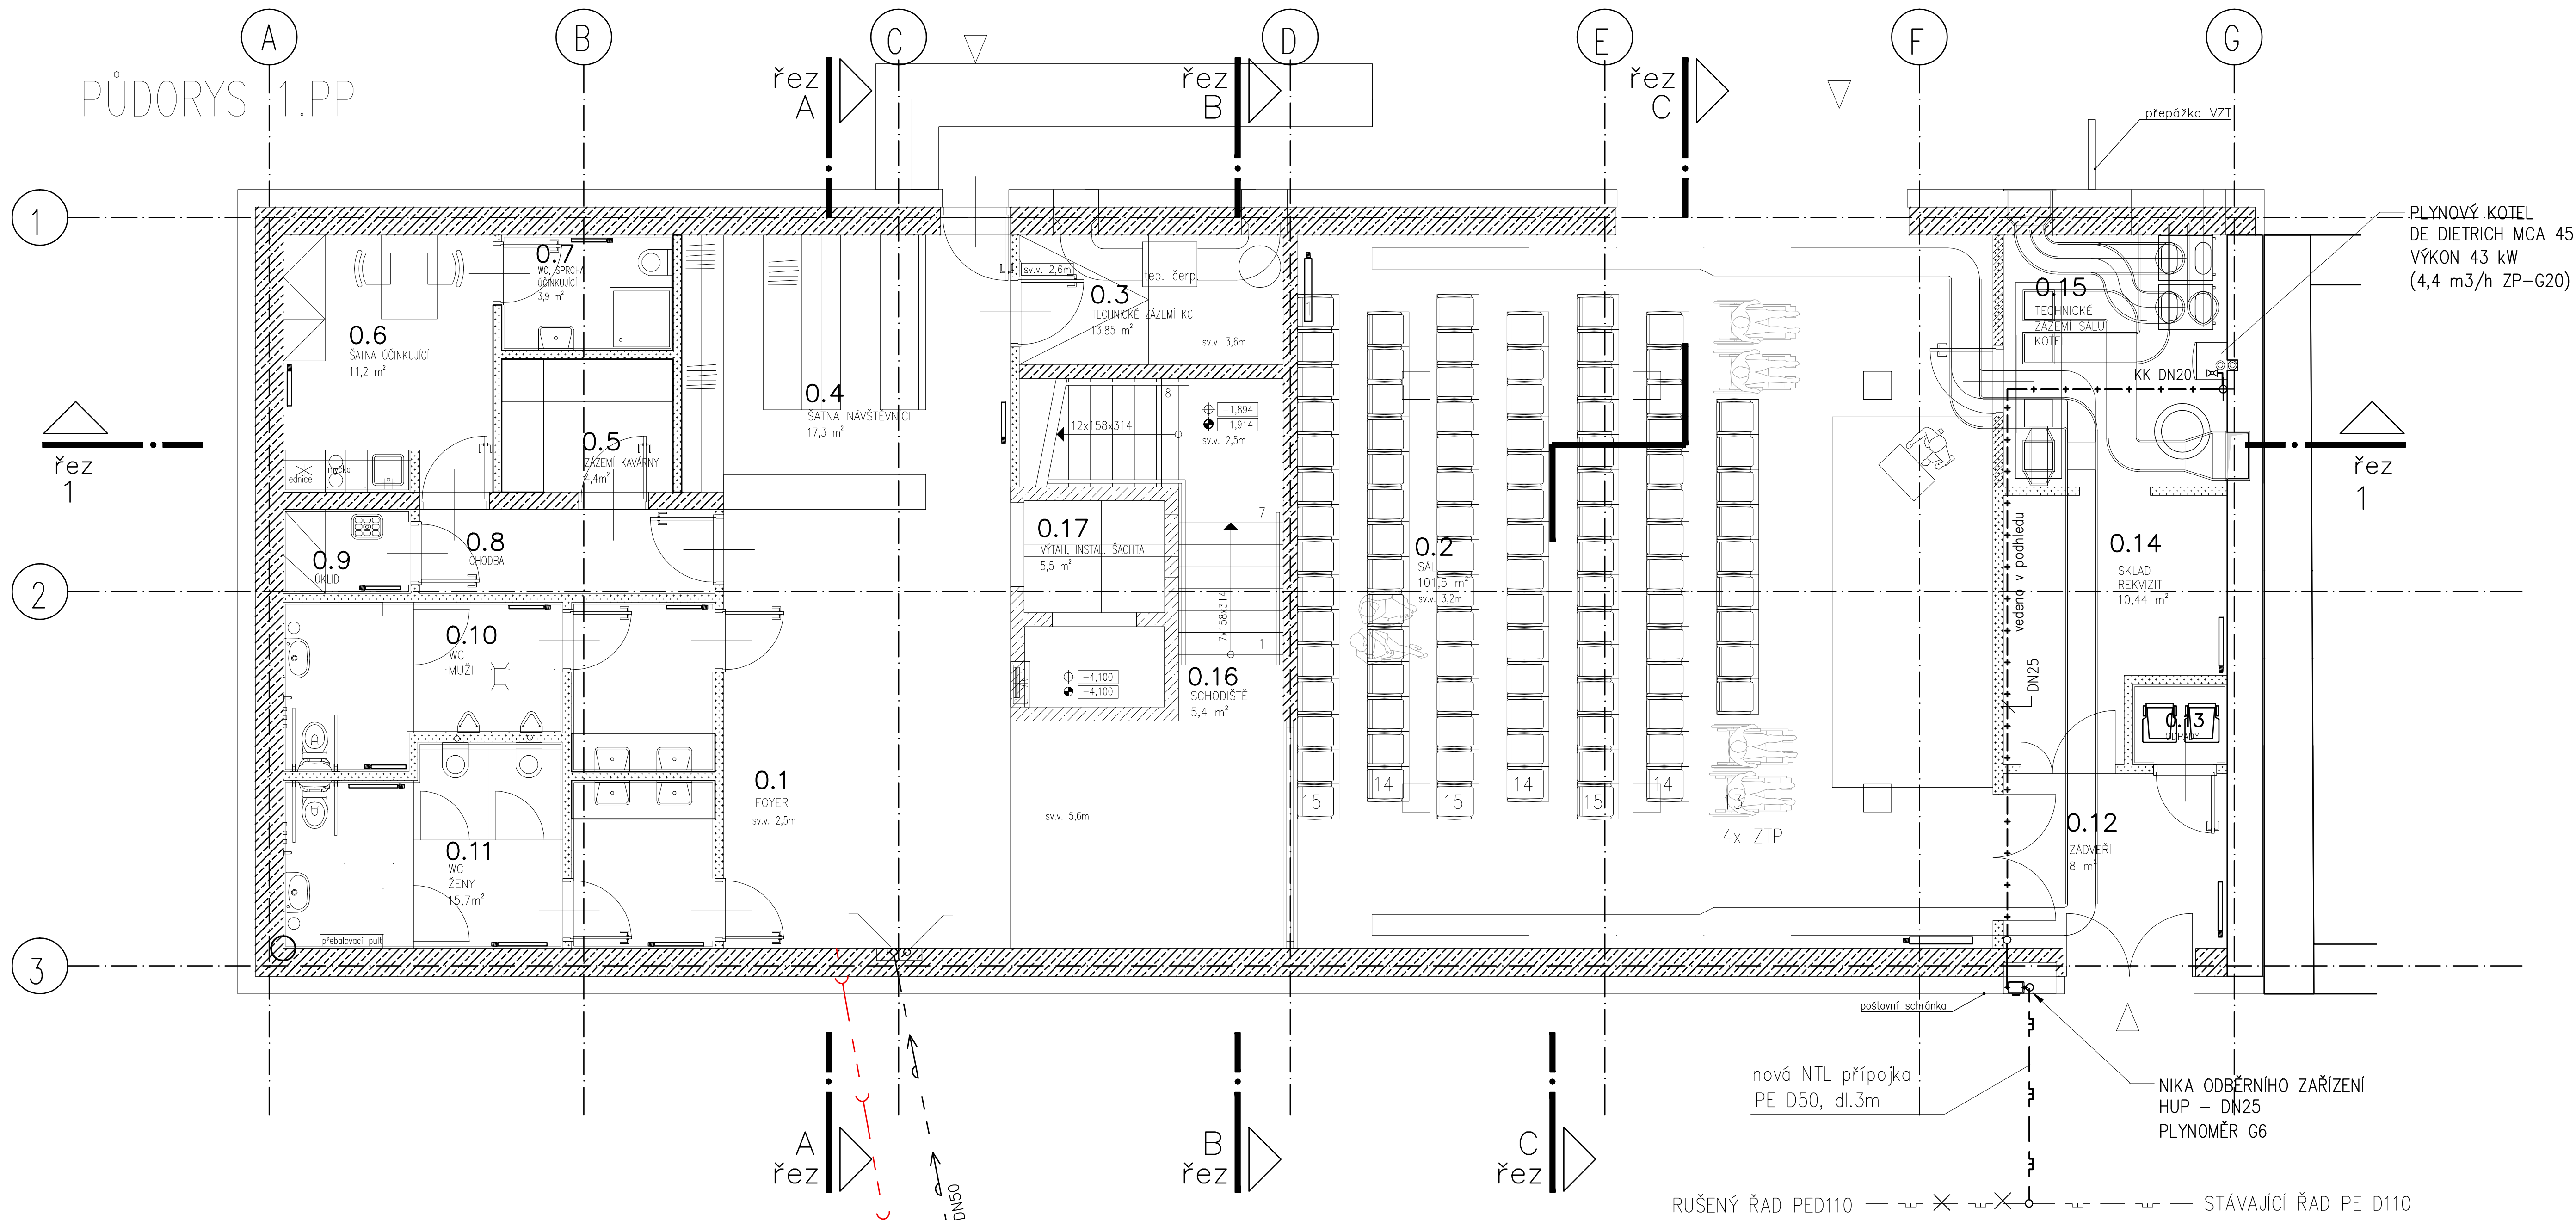 A
B
C
D
E
F
G
PŮDORYS 1.PP
řez
A
řez
B
řez
C
přepážka VZT
1
PLYNOVÝ KOTEL
DE DIETRICH MCA 45
VÝKON 43 kW
(4,4 m3/h ZP-G20)
0.7
WC, SPRCHA
ÚČINKUJÍCÍ
3,9 m²
sv.v. 2,6m
tep. čerp.
0.3
TECHNICKÉ ZÁZEMÍ KC
13,85 m²
sv.v. 3,6m
0.15
TECHNICKÉ
ZÁZEMÍ SÁLU
KOTEL
0.6
ŠATNA ÚČINKUJÍCÍ
11,2 m²
KK DN20
0.4
ŠATNA NÁVŠTĚVNÍCI
17,3 m²
8
12x158x314
-1,894
-1,914
sv.v. 2,5m
0.5
ZÁZEMÍ KAVÁRNY
4,4m²
řez
1
řez
1
lednice
myčka
0.9
ÚKLID
0.8
CHODBA
0.17
VÝTAH, INSTAL. ŠACHTA
5,5 m²
7
7x158x314
1
0.2
SÁL
101,5 m²
sv.v. 3,2m
vedeno v podhledu
0.14
SKLAD
REKVIZIT
10,44 m²
2
0.10
WC
MUŽI
-4,100
-4,100
0.16
SCHODIŠTĚ
5,4 m²
DN25
0.13
ODPADY
0.1
FOYER
sv.v. 2,5m
sv.v. 5,6m
15
14
15
14
15
14
13
4x ZTP
0.12
ZÁDVEŘÍ
8 m²
0.11
WC
ŽENY
15,7m²
přebalovací pult
3
poštovní schránka
nová NTL přípojka
PE D50, dl.3m
NIKA ODBĚRNÍHO ZAŘÍZENÍ
HUP - DN25
PLYNOMĚR G6
A
řez
B
řez
C
řez
DN50
RUŠENÝ ŘAD PED110
STÁVAJÍCÍ ŘAD PE D110